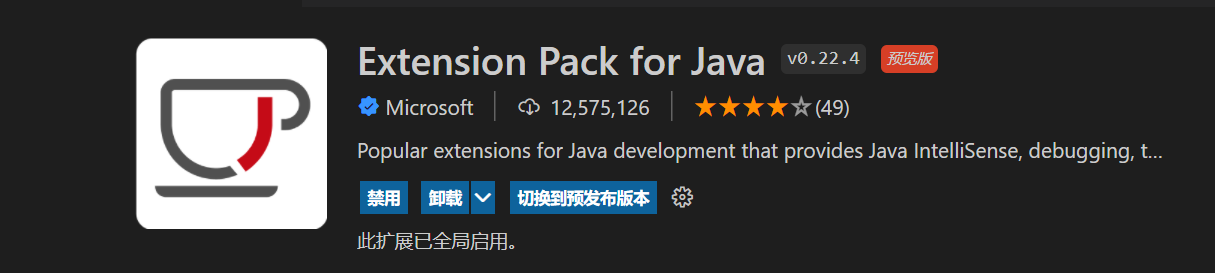 Extension Pack for Java v0.22.4 预览版
Microsoft 12,575,126 (49)
Popular extensions for Java development that provides Java IntelliSense, debugging, t...
禁用 卸载 切换到预发布版本
此扩展已全局启用。